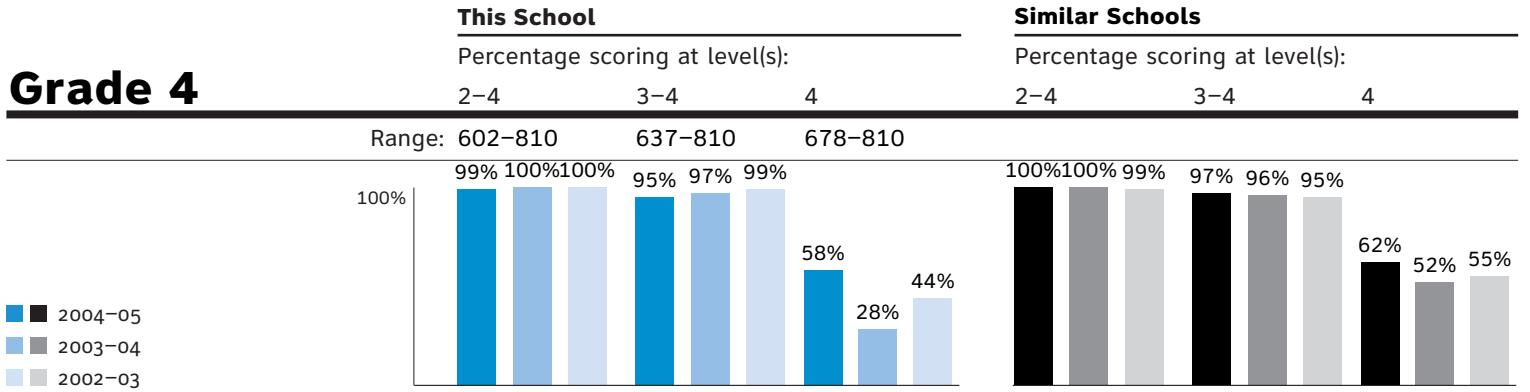 This School Similar Schools
Percentage scoring at level(s): Percentage scoring at level(s):
Grade 4 2–4 3–4 4 2–4 3–4 4
Range: 602–810 637–810 678–810
99% 100% 100% 95% 97% 99% 58% 28% 44% 100% 100% 99% 97% 96% 95% 62% 52% 55%
100%
2004–05
2003–04
2002–03